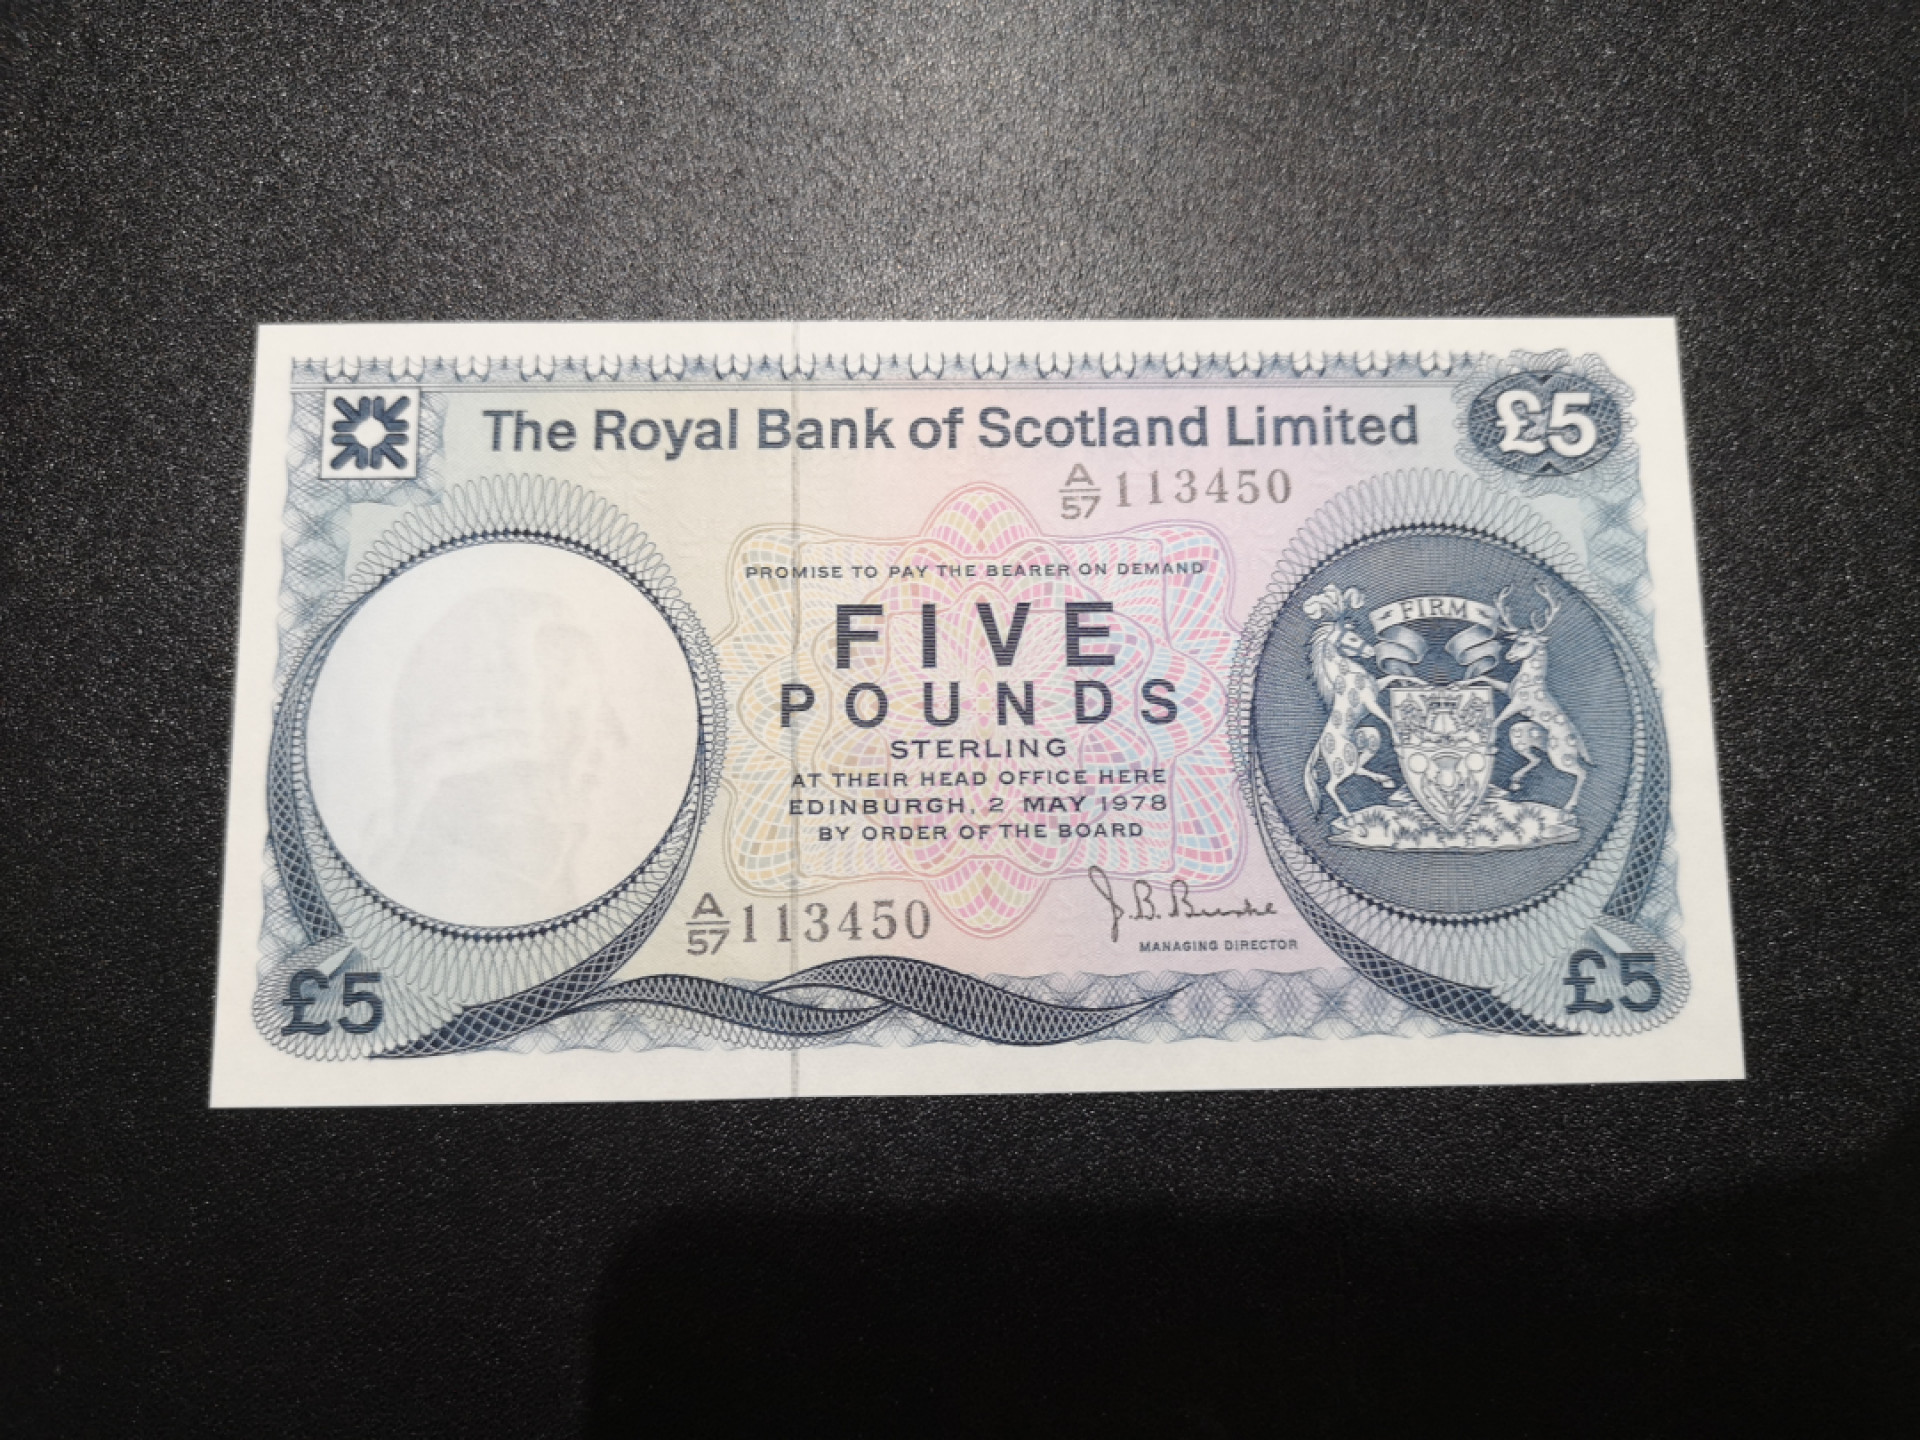 The Royal Bank of Scotland Limited
£5
A/57 113450
FIRM
PROMISE TO PAY THE BEARER ON DEMAND
FIVE
POUNDS
STERLING
AT THEIR HEAD OFFICE HERE
EDINBURGH, 2 MAY 1978
BY ORDER OF THE BOARD
A/57 113450
J. B. Burke
MANAGING DIRECTOR
£5
£5